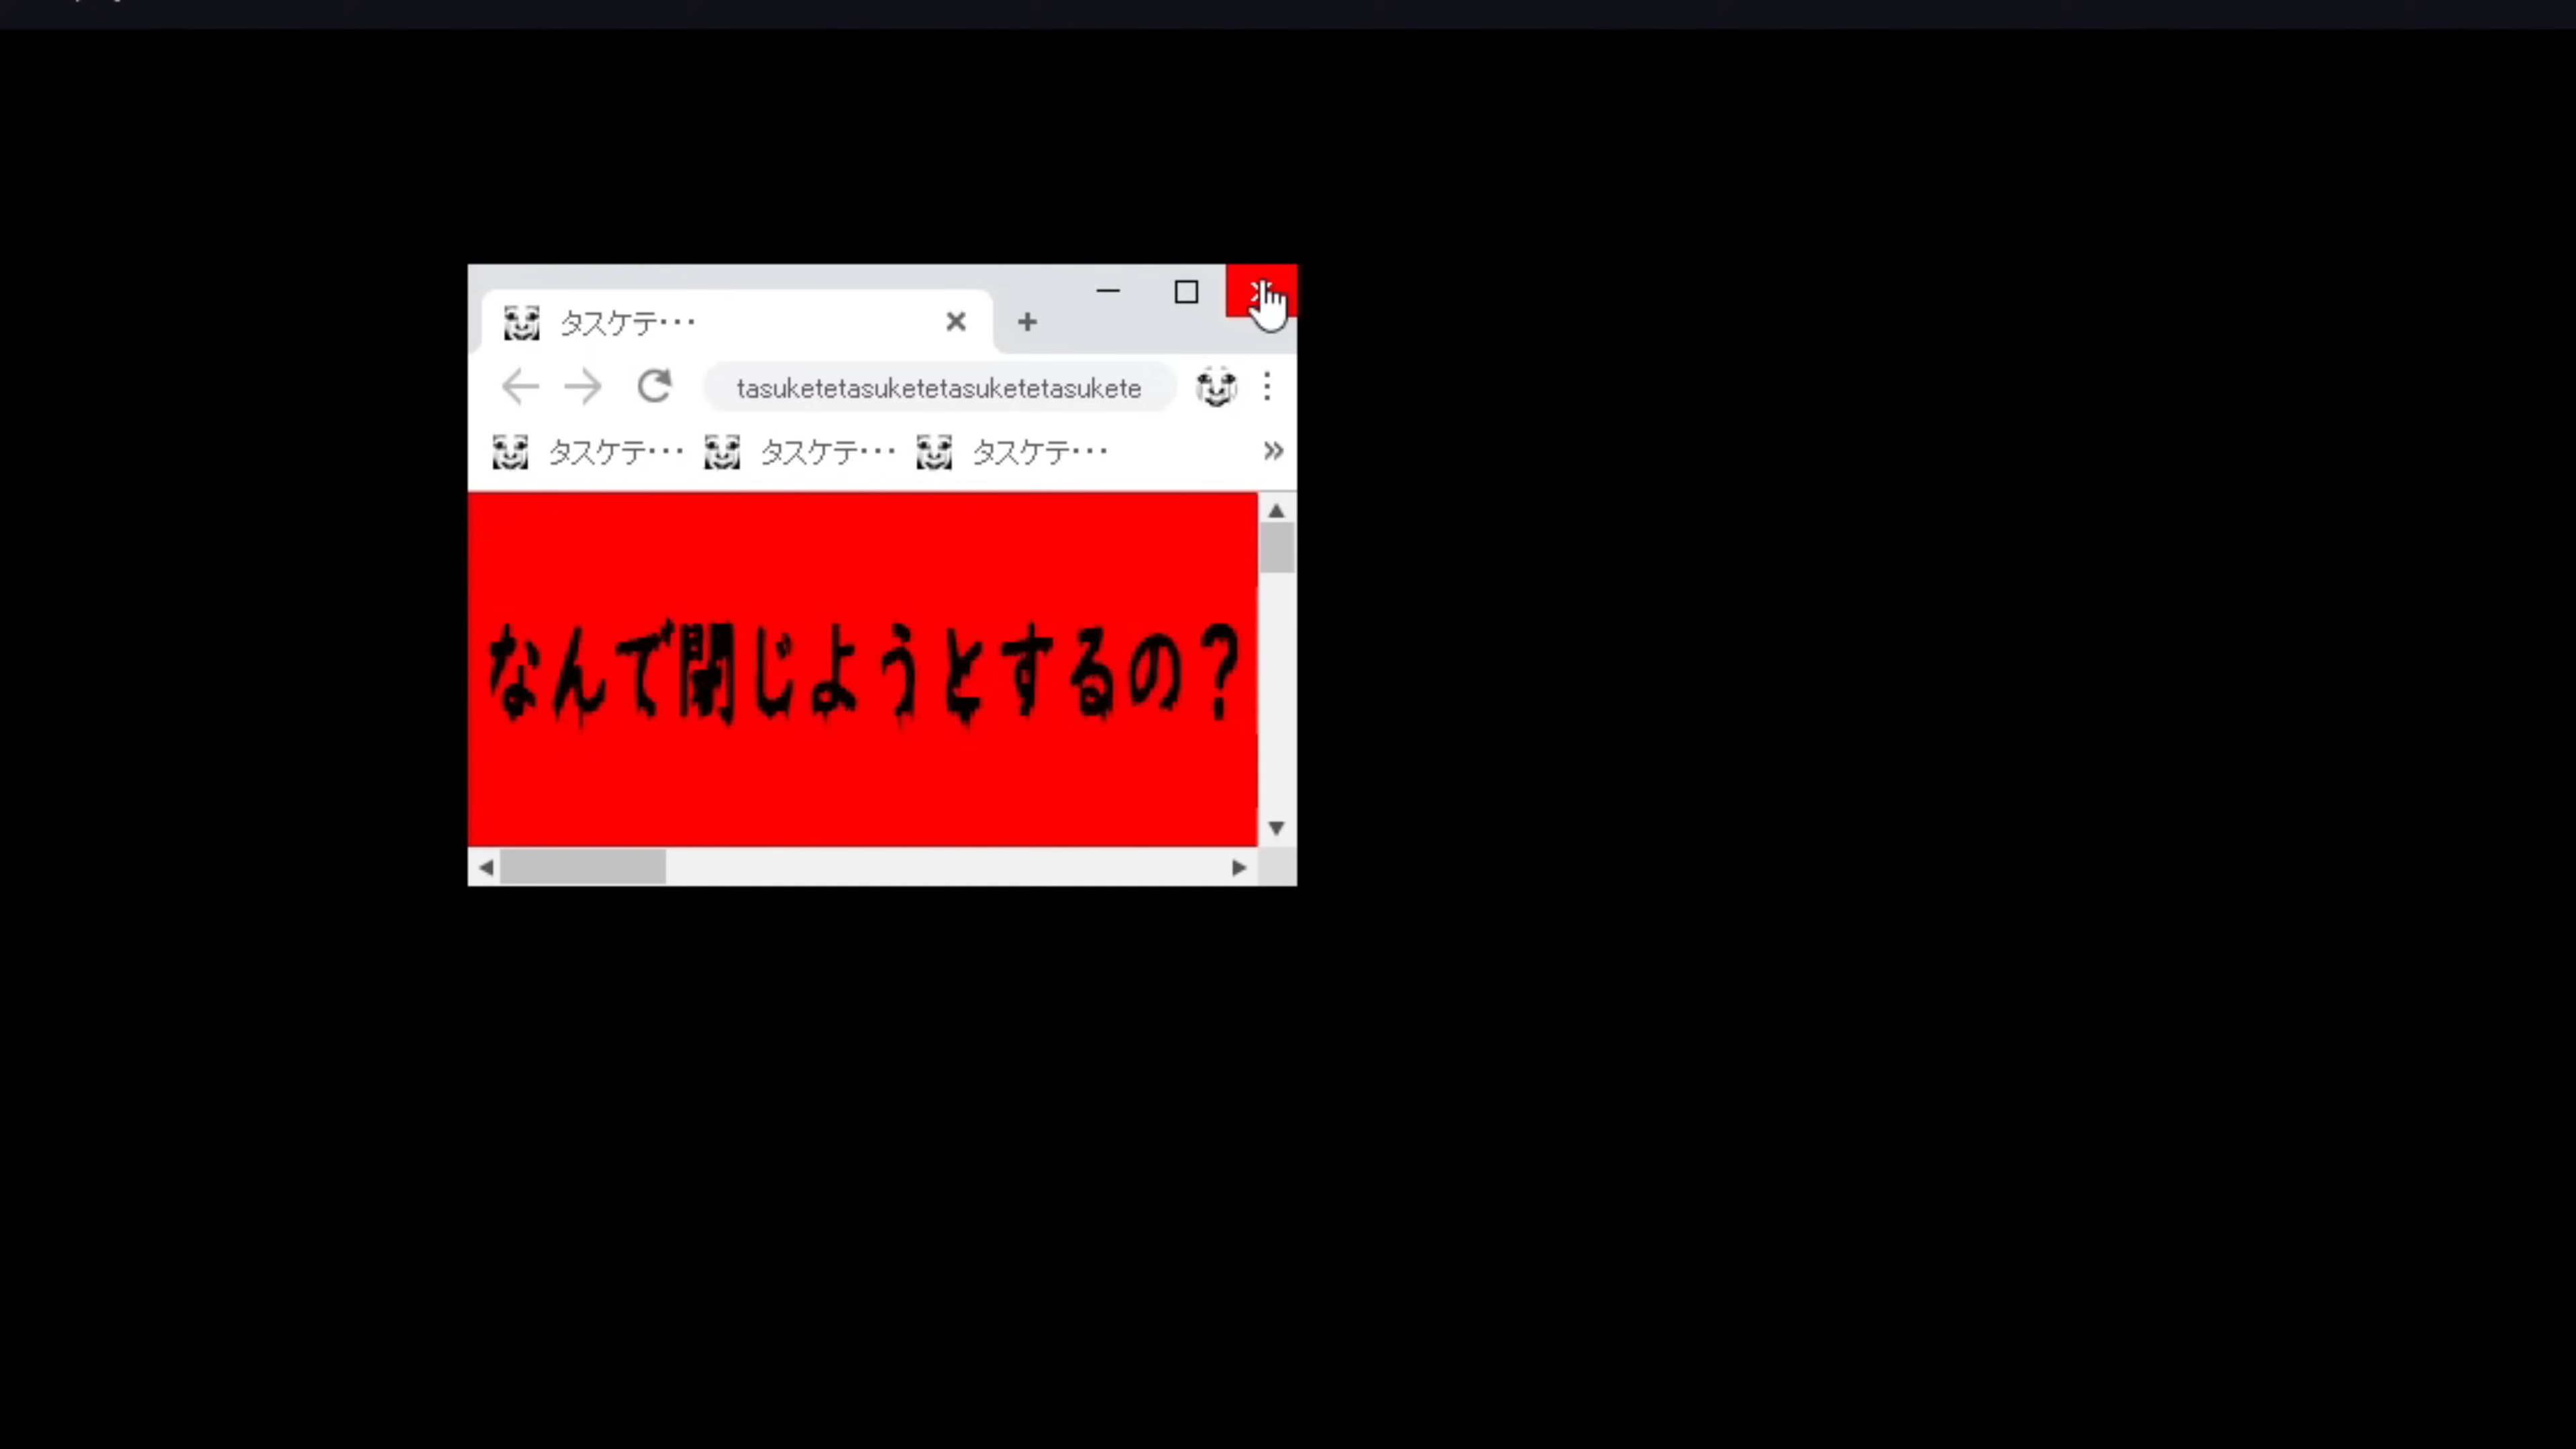 タスケテ・・・
tasuketetasuketetasuketetasukete
タスケテ・・・ タスケテ・・・ タスケテ・・・
なんで閉じようとするの？